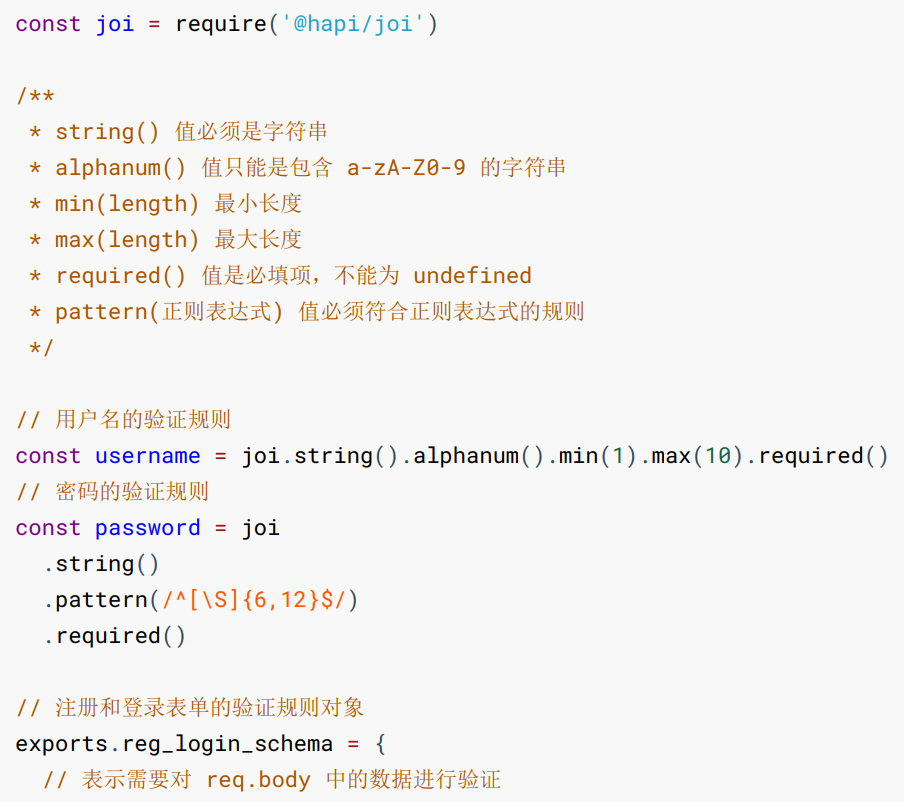 const joi = require('@hapi/joi')
/**
 * string() 值必须是字符串
 * alphanum() 值只能是包含 a-zA-Z0-9 的字符串
 * min(length) 最小长度
 * max(length) 最大长度
 * required() 值是必填项，不能为 undefined
 * pattern(正则表达式) 值必须符合正则表达式的规则
 */
// 用户名的验证规则
const username = joi.string().alphanum().min(1).max(10).required()
// 密码的验证规则
const password = joi
  .string()
  .pattern(/^[\S]{6,12}$/)
  .required()
// 注册和登录表单的验证规则对象
exports.reg_login_schema = {
  // 表示需要对 req.body 中的数据进行验证